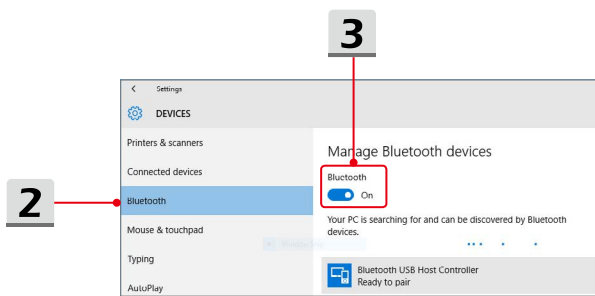 3
Settings
DEVICES
Printers & scanners
Connected devices
2
Bluetooth
Mouse & touchpad
Typing
AutoPlay
Manage Bluetooth devices
Bluetooth
On
Your PC is searching for and can be discovered by Bluetooth
devices.
Bluetooth USB Host Controller
Ready to pair